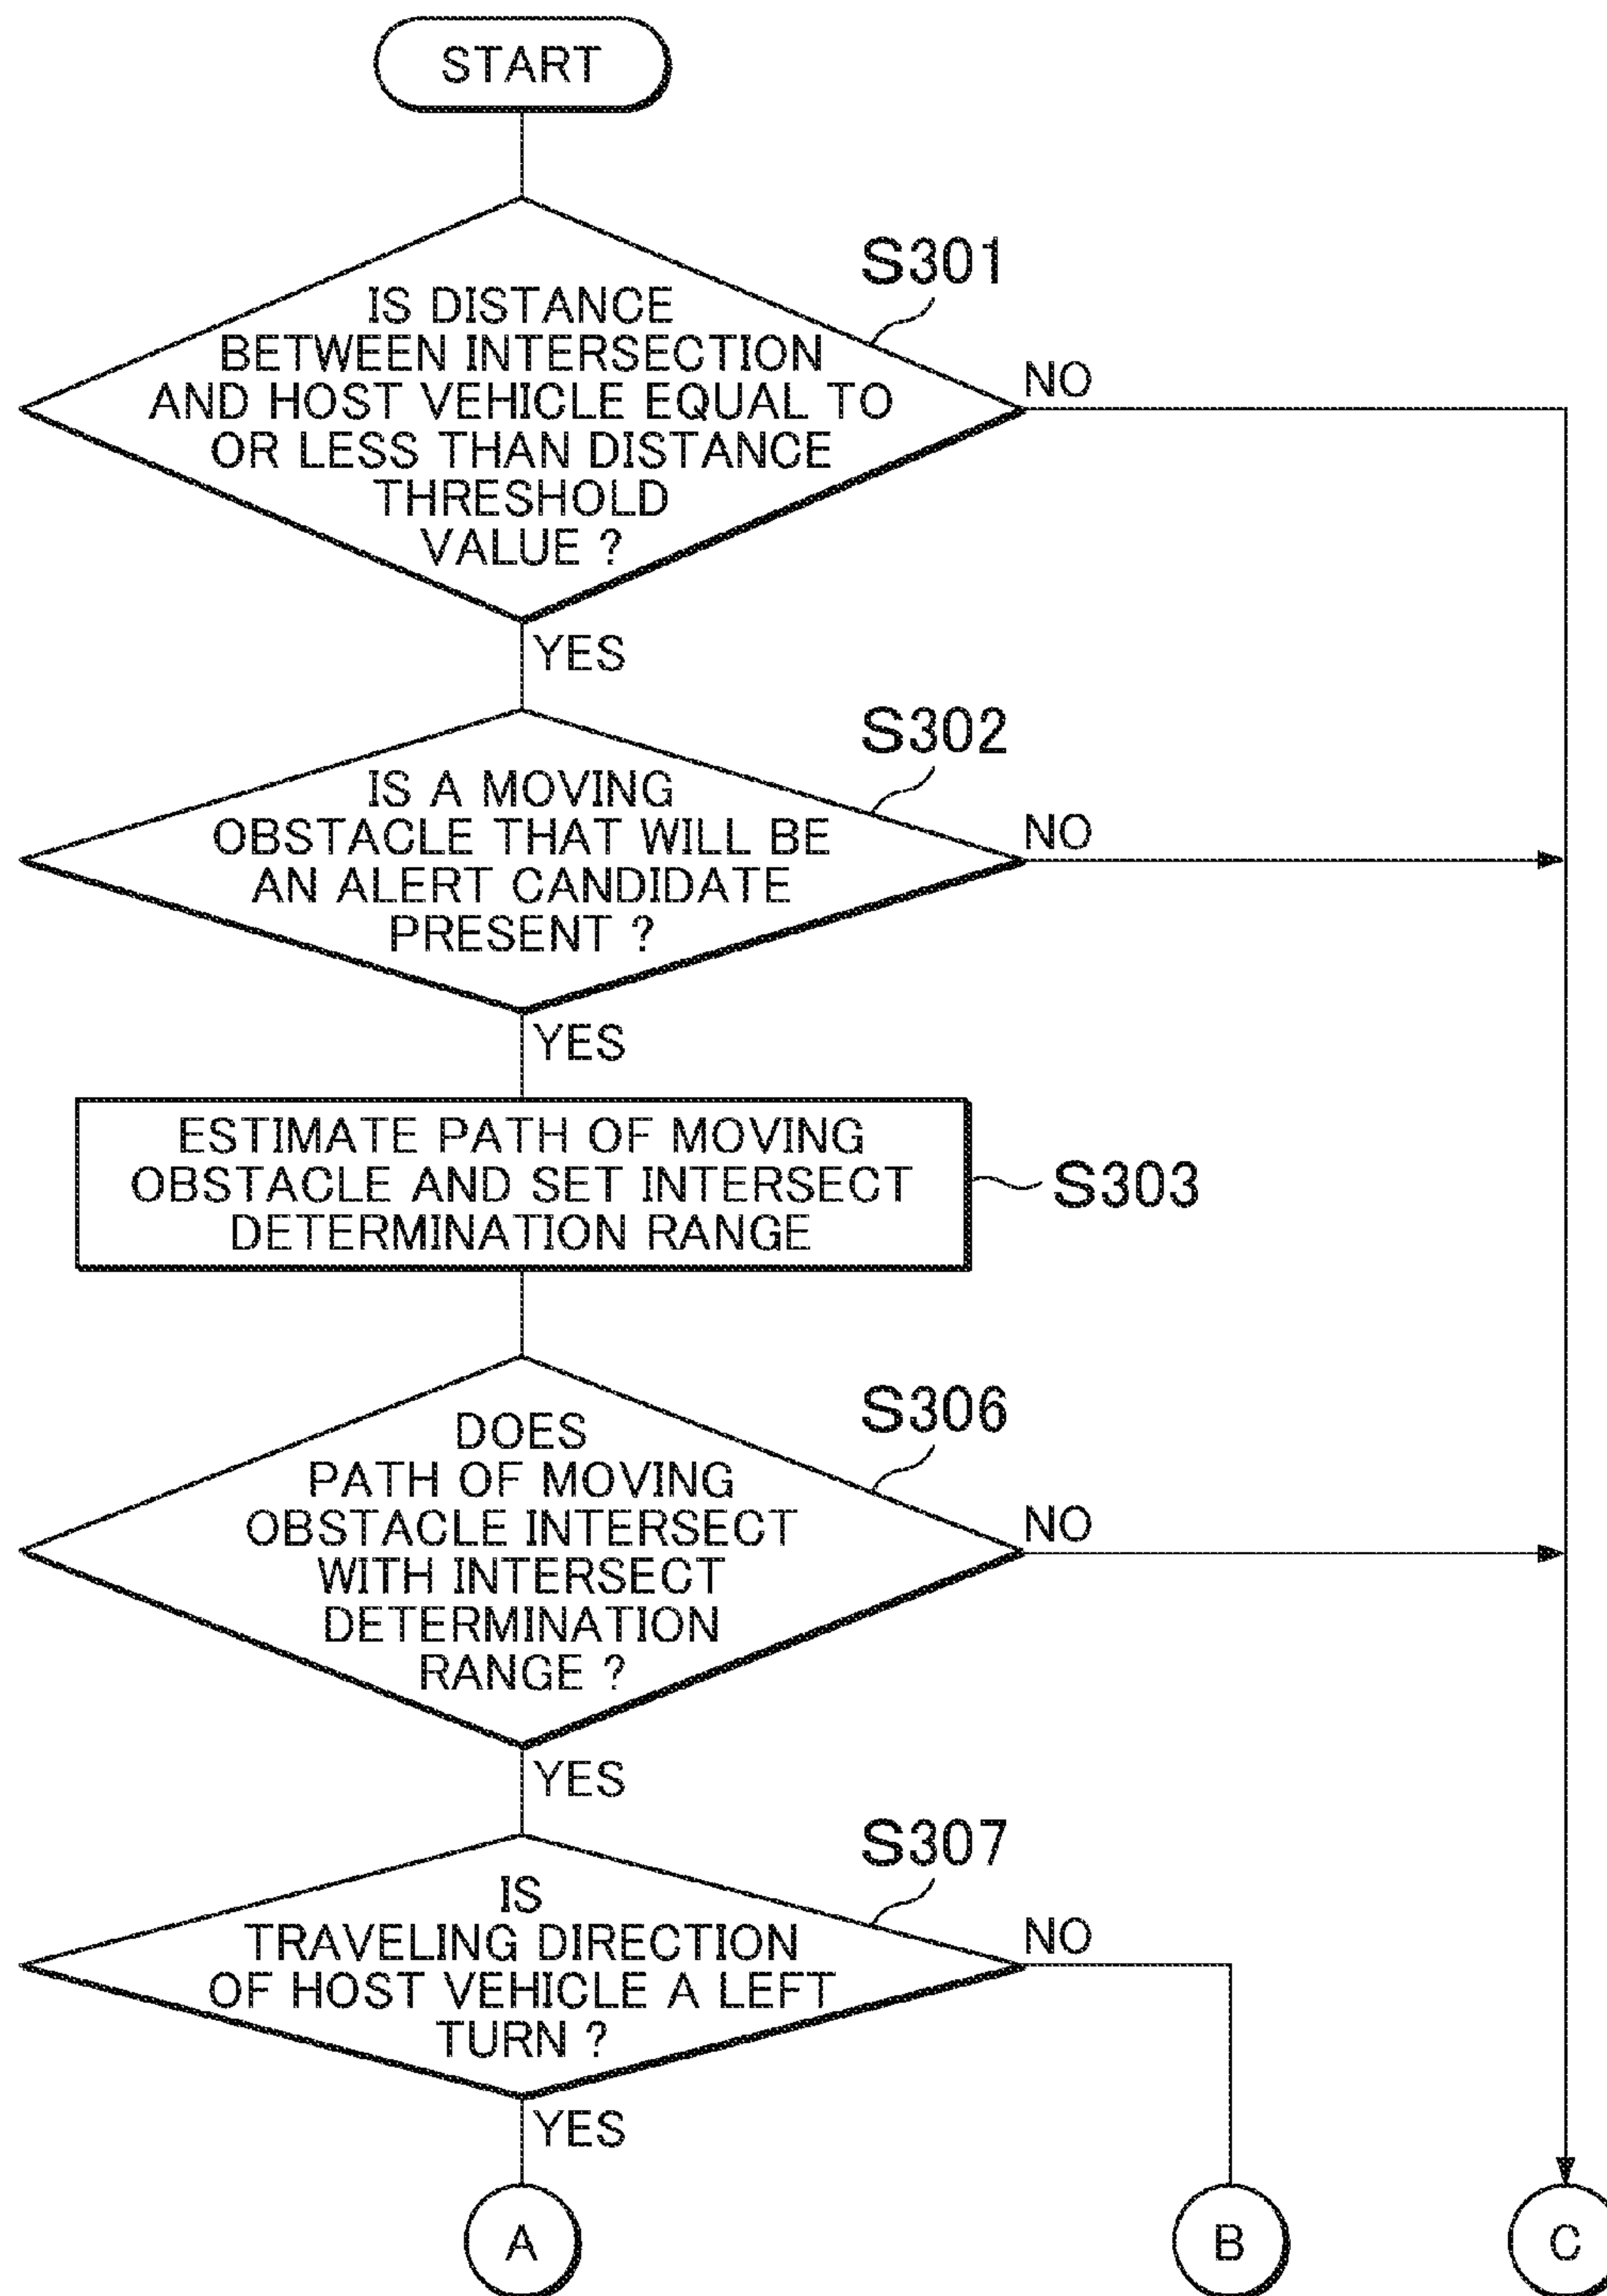 START
S301
IS DISTANCE
BETWEEN INTERSECTION
AND HOST VEHICLE EQUAL TO
OR LESS THAN DISTANCE
THRESHOLD
VALUE ?
NO
YES
S302
IS A MOVING
OBSTACLE THAT WILL BE
AN ALERT CANDIDATE
PRESENT ?
NO
YES
ESTIMATE PATH OF MOVING
OBSTACLE AND SET INTERSECT
DETERMINATION RANGE
S303
S306
DOES
PATH OF MOVING
OBSTACLE INTERSECT
WITH INTERSECT
DETERMINATION
RANGE ?
NO
YES
S307
IS
TRAVELING DIRECTION
OF HOST VEHICLE A LEFT
TURN ?
NO
YES
A
B
C